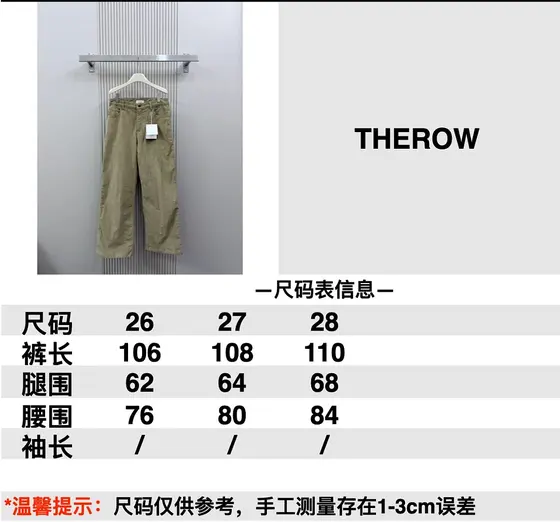 THEROW
—尺码表信息—
尺码 26 27 28
裤长 106 108 110
腿围 62 64 68
腰围 76 80 84
袖长 / / /
*温馨提示：尺码仅供参考，手工测量存在1-3cm误差